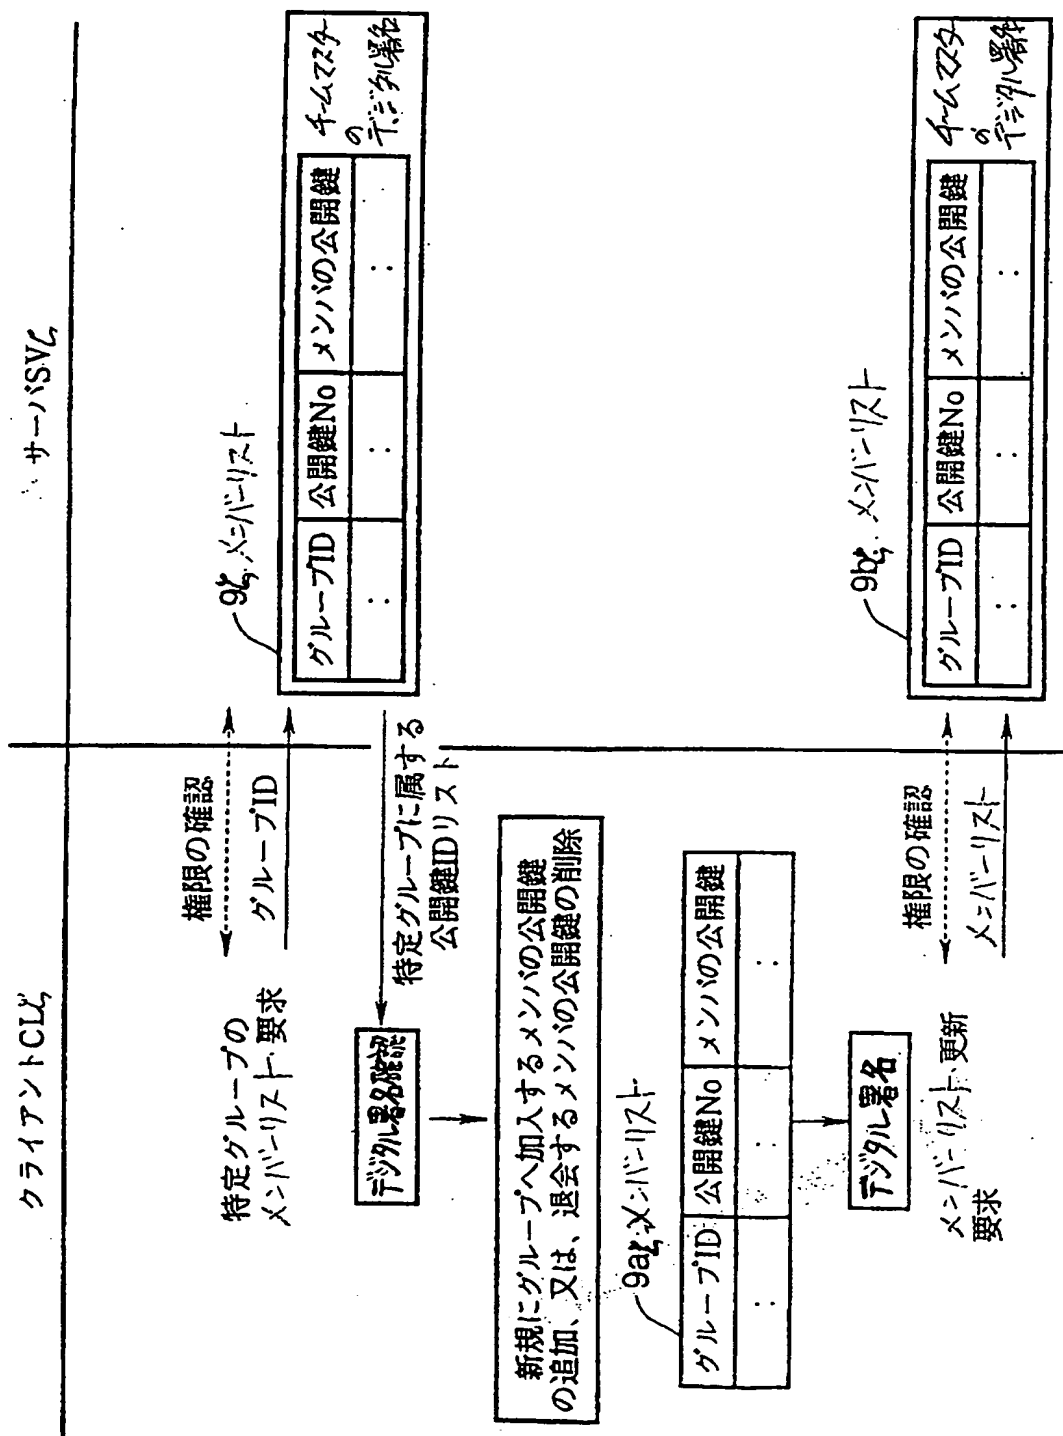 クライアントCLζ
サーバSVζ
特定グループの
メンバーリスト要求
権限の確認
グループID
9ζ メンバーリスト
グループID 公開鍵No メンバの公開鍵
: : :
チームマスタ
の
デジタル署名
特定グループに属する
公開鍵IDリスト
デジタル署名確認
新規にグループへ加入するメンバの公開鍵
の追加、又は、退会するメンバの公開鍵の削除
9aζ メンバーリスト
グループID 公開鍵No メンバの公開鍵
: : :
デジタル署名
メンバーリスト更新
要求
権限の確認
メンバーリスト
9bζ メンバーリスト
グループID 公開鍵No メンバの公開鍵
: : :
チームマスタ
の
デジタル署名